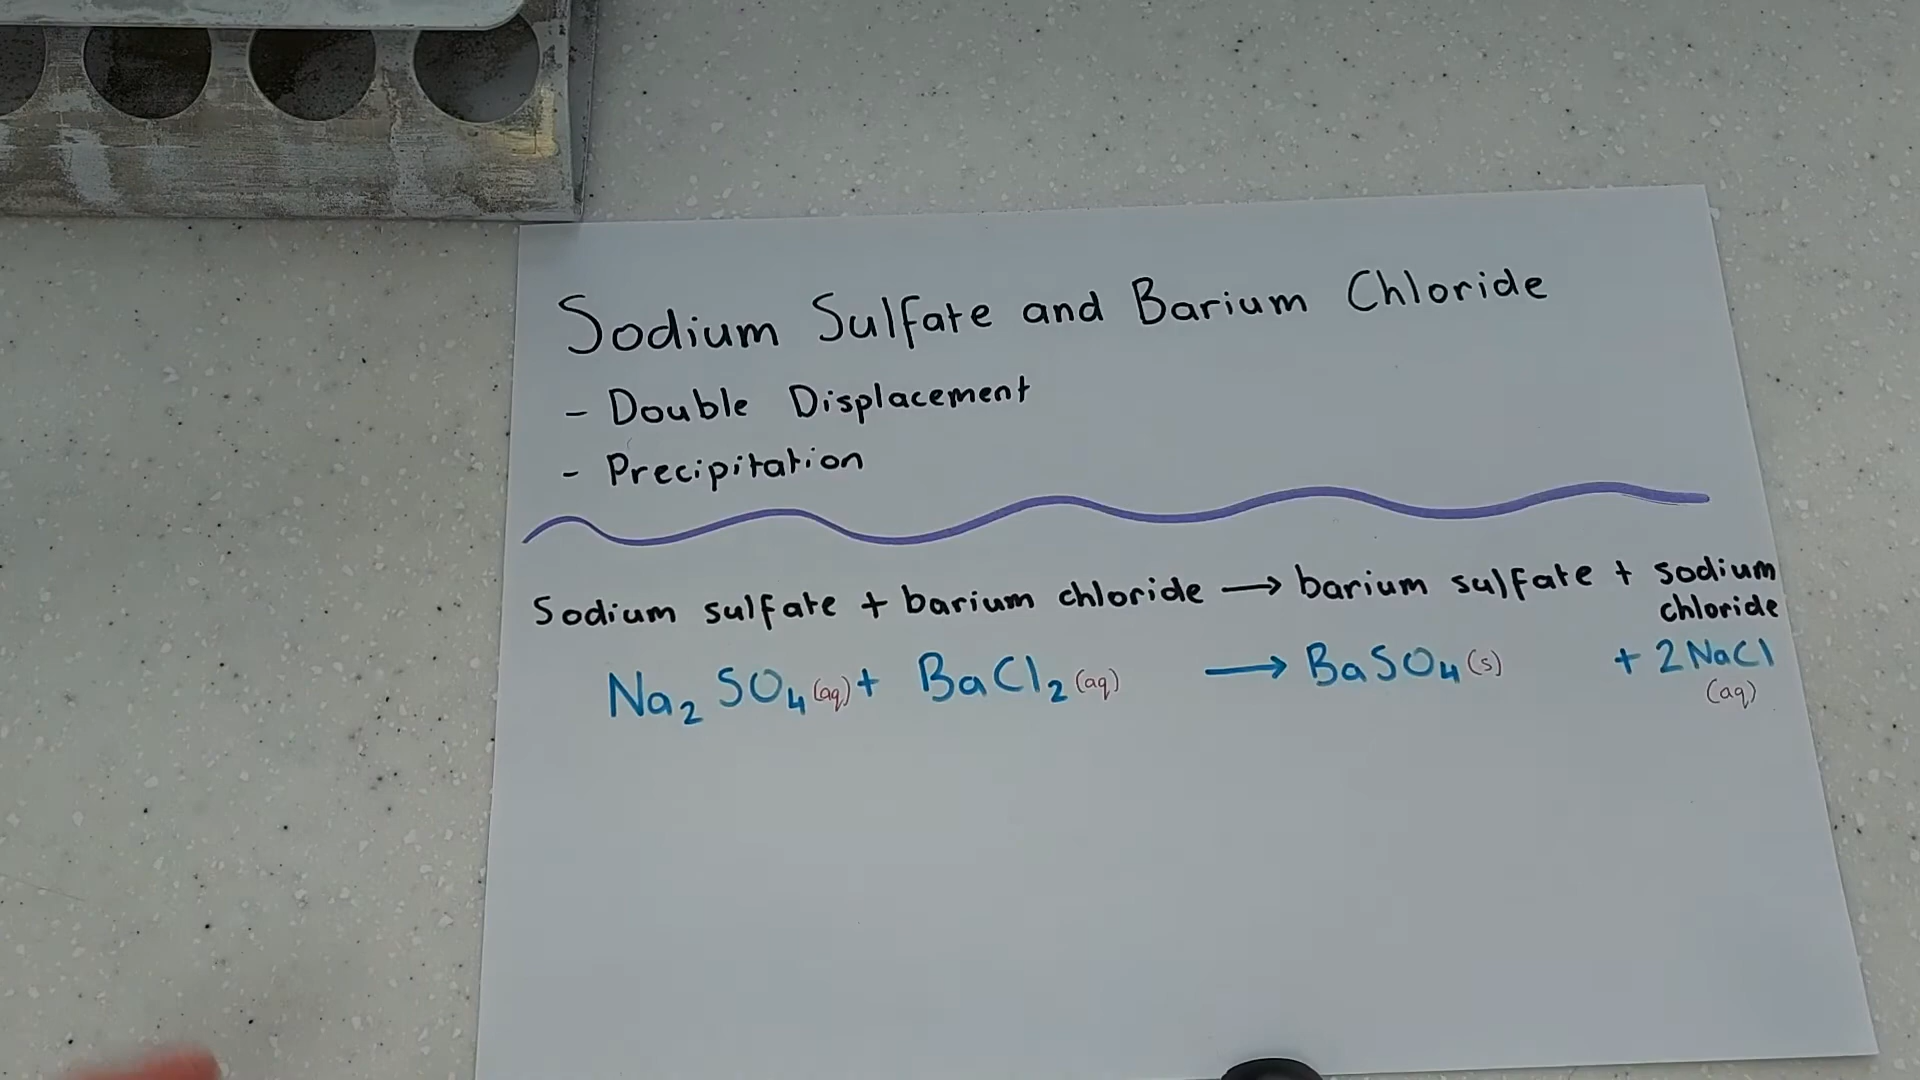 Sodium Sulfate and Barium Chloride
- Double Displacement
- Precipitation
Sodium sulfate + barium chloride → barium sulfate + sodium
chloride
Na₂SO₄(aq) + BaCl₂(aq) → BaSO₄(s) + 2NaCl
(aq)